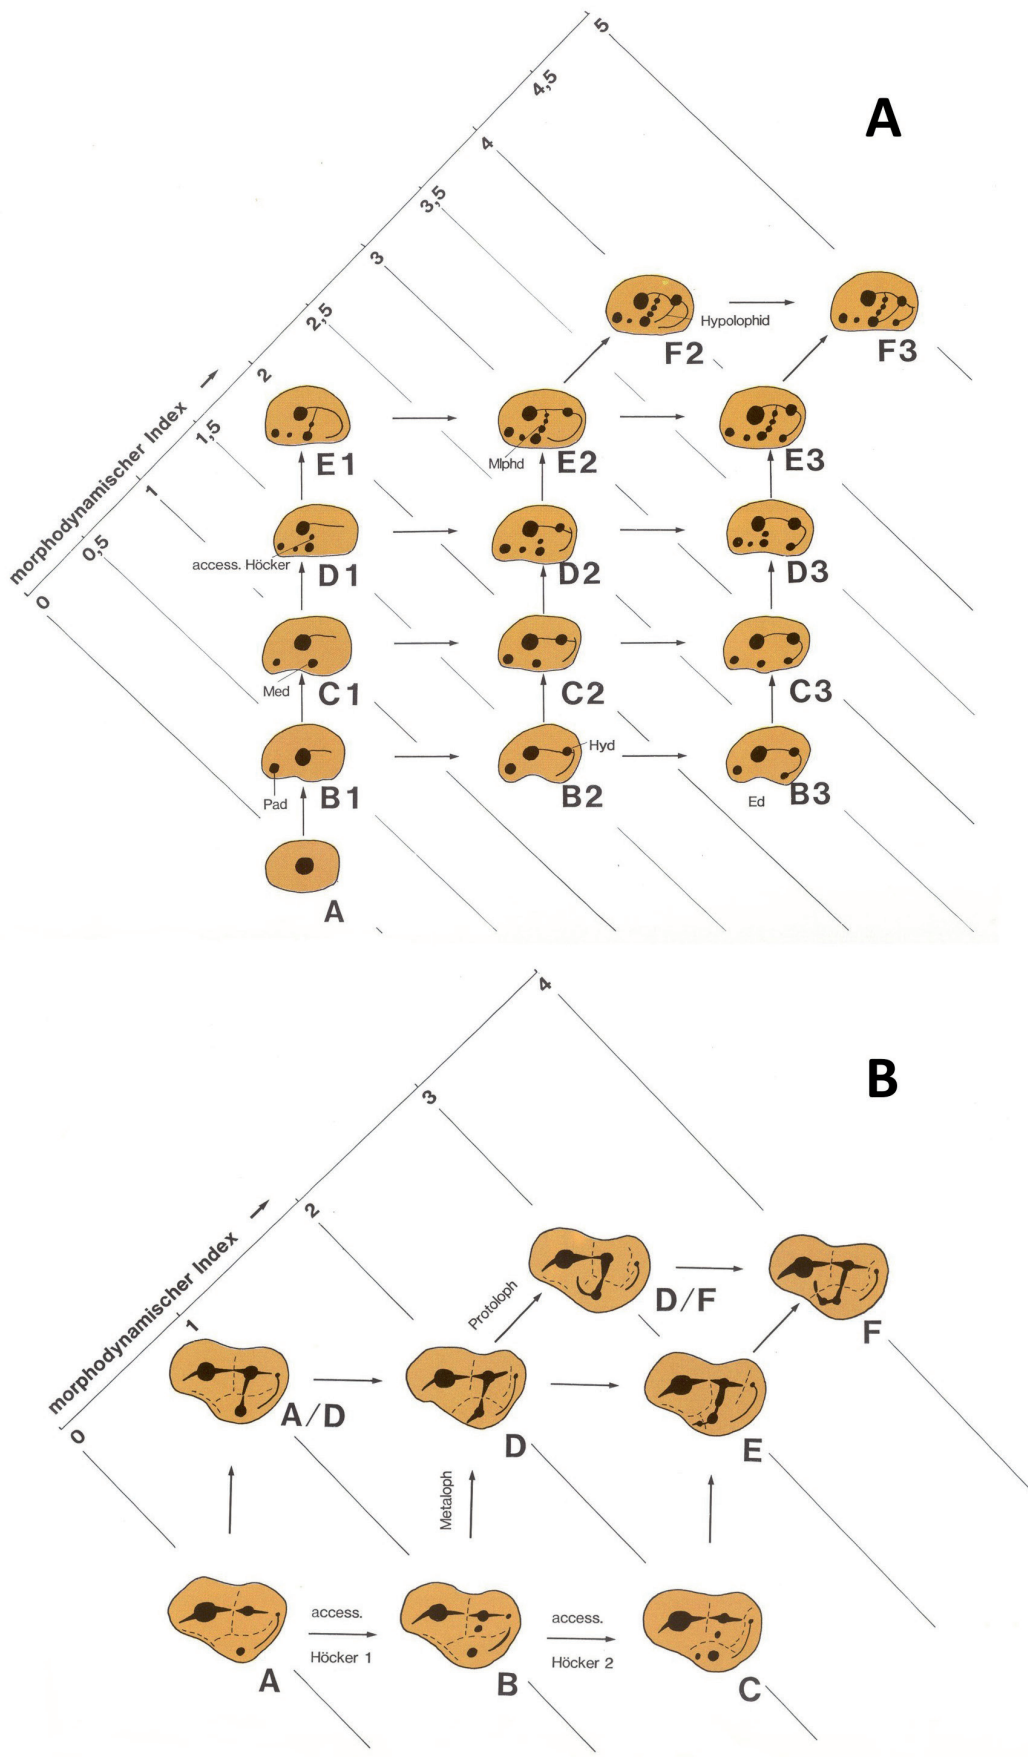 5
4,5
A
4
3,5
3
2,5
F2
Hypolophid
F3
2
morphodynamischer Index
1,5
1
0,5
0
E1
Mlphd
E2
E3
access. Höcker
D1
D2
D3
Med
C1
C2
C3
Hyd
Pad
B1
B2
Ed
B3
A
4
B
3
2
morphodynamischer Index
1
0
Protoloph
D/F
F
A/D
D
E
Metaloph
access.
Höcker 1
access.
Höcker 2
A
B
C